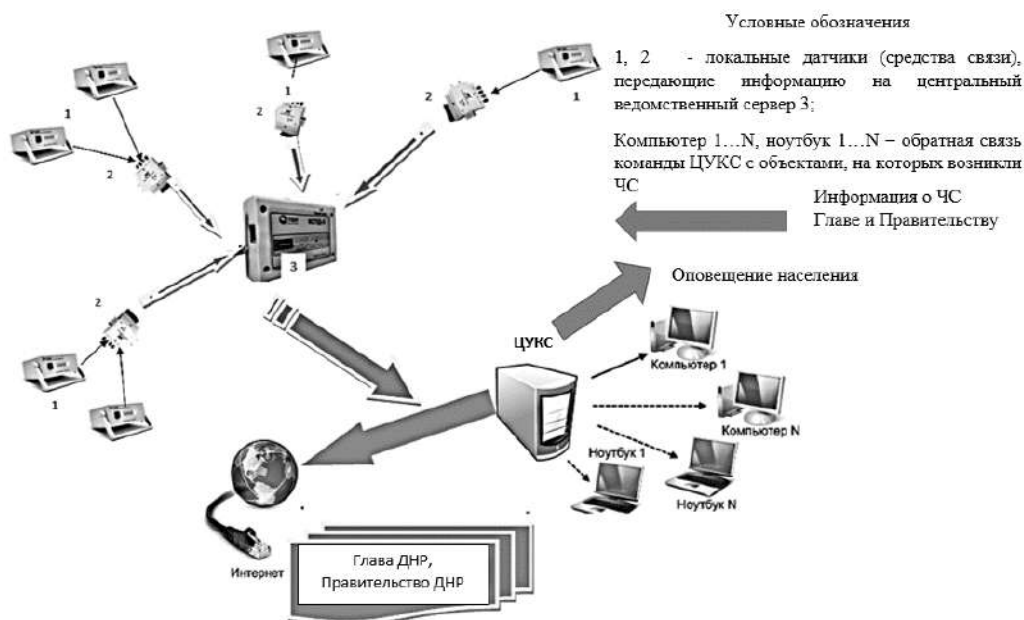 Условные обозначения
1, 2 - локальные датчики (средства связи),
передающие информацию на центральный
ведомственный сервер 3;
Компьютер 1...N, ноутбук 1...N – обратная связь
команды ЦУКС с объектами, на которых возникли
ЧС
Информация о ЧС
Главе и Правительству
Оповещение населения
1
1
2
1
2
1
2
3
2
1
ЦУКС
Компьютер 1
Компьютер N
Ноутбук 1
Ноутбук N
Интернет
Глава ДНР,
Правительство ДНР